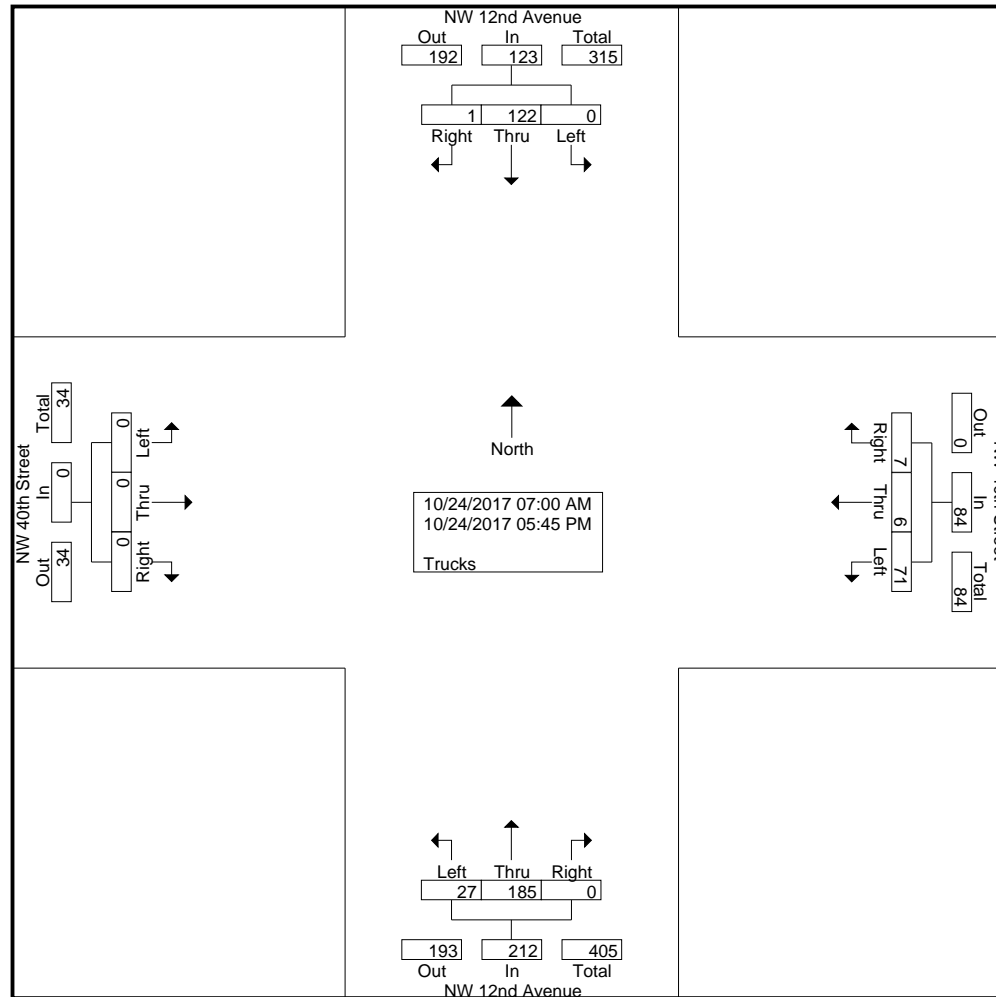 NW 12nd Avenue
Out In Total
192 123 315
1 122 0
Right Thru Left
NW 40th Street
Total In Out
34 0 34
0 0 0
Left Thru Right
North
10/24/2017 07:00 AM
10/24/2017 05:45 PM
Trucks
Right Thru Left
7 6 71
Out In Total
0 84 84
Left Thru Right
27 185 0
193 212 405
Out In Total
NW 12nd Avenue